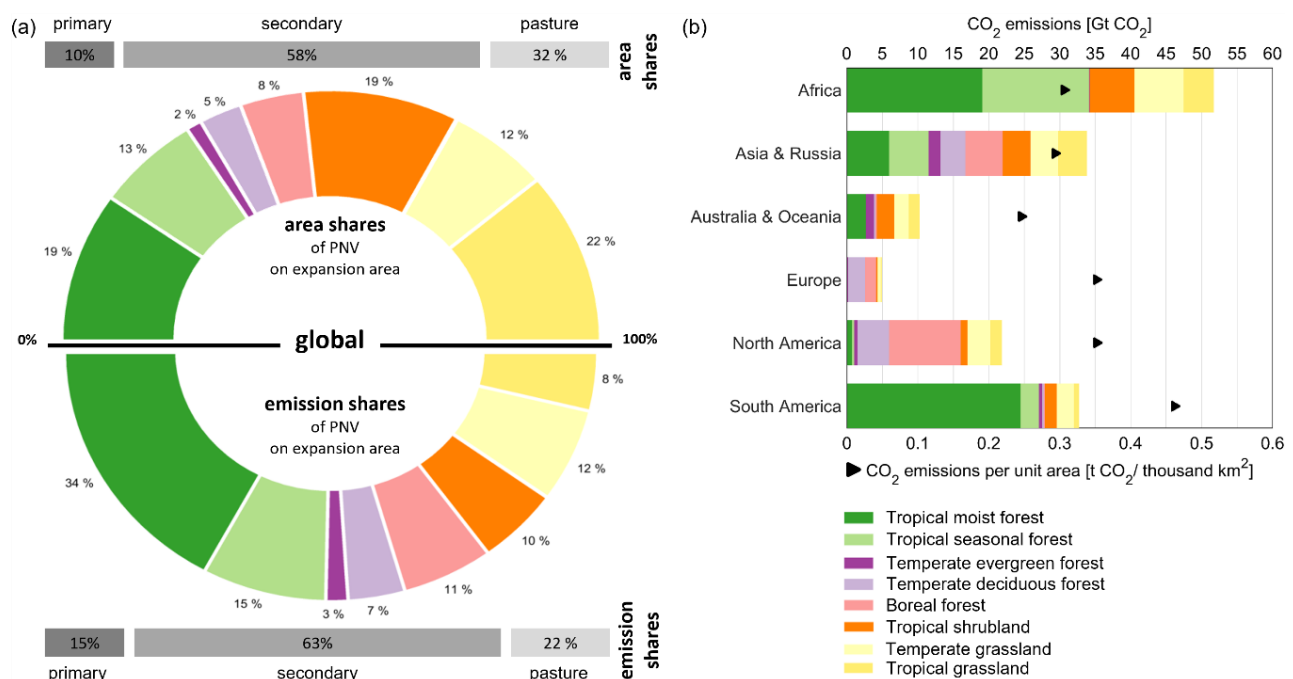 (a)
primary secondary pasture
10% 58% 32 %
area shares
19 % 13 % 2 % 5 % 8 % 19 % 12 % 22 %
area shares
of PNV
on expansion area
0% global 100%
emission shares
of PNV
on expansion area
34 % 15 % 3 % 7 % 11 % 10 % 12 % 8 %
15% 63% 22 %
primary secondary pasture
emission shares
(b)
CO2 emissions [Gt CO2]
0 5 10 15 20 25 30 35 40 45 50 55 60
Africa
Asia & Russia
Australia & Oceania
Europe
North America
South America
0 0.1 0.2 0.3 0.4 0.5 0.6
CO2 emissions per unit area [t CO2/ thousand km2]
Tropical moist forest
Tropical seasonal forest
Temperate evergreen forest
Temperate deciduous forest
Boreal forest
Tropical shrubland
Temperate grassland
Tropical grassland